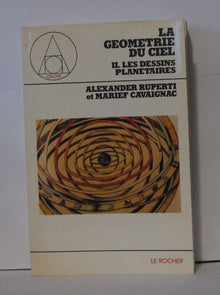 LA
GEOMETRIE
DU CIEL
II. LES DESSINS
PLANETAIRES
ALEXANDER RUPERTI
et MARIEF CAVAIGNAC
LE ROCHER